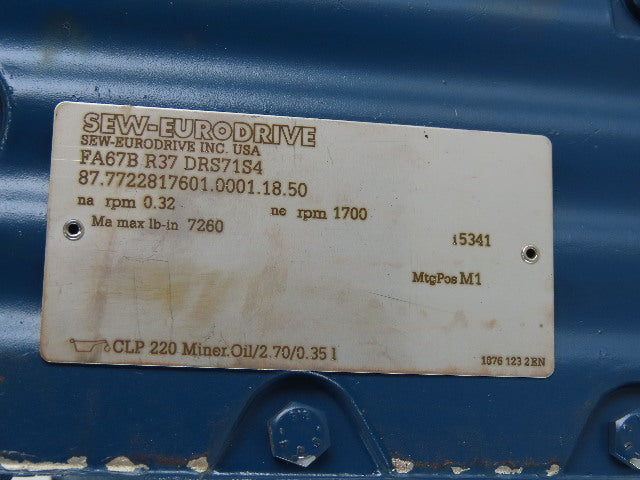 SEW-EURODRIVE
SEW-EURODRIVE INC. USA
FA67B R37 DRS71S4
87.7722817601.0001.18.50
na rpm 0.32 ne rpm 1700
Ma max lb-in 7260
i5341
MtgPos M1
CLP 220 Miner.Oil/2.70/0.35 l
1876 123 2 EN